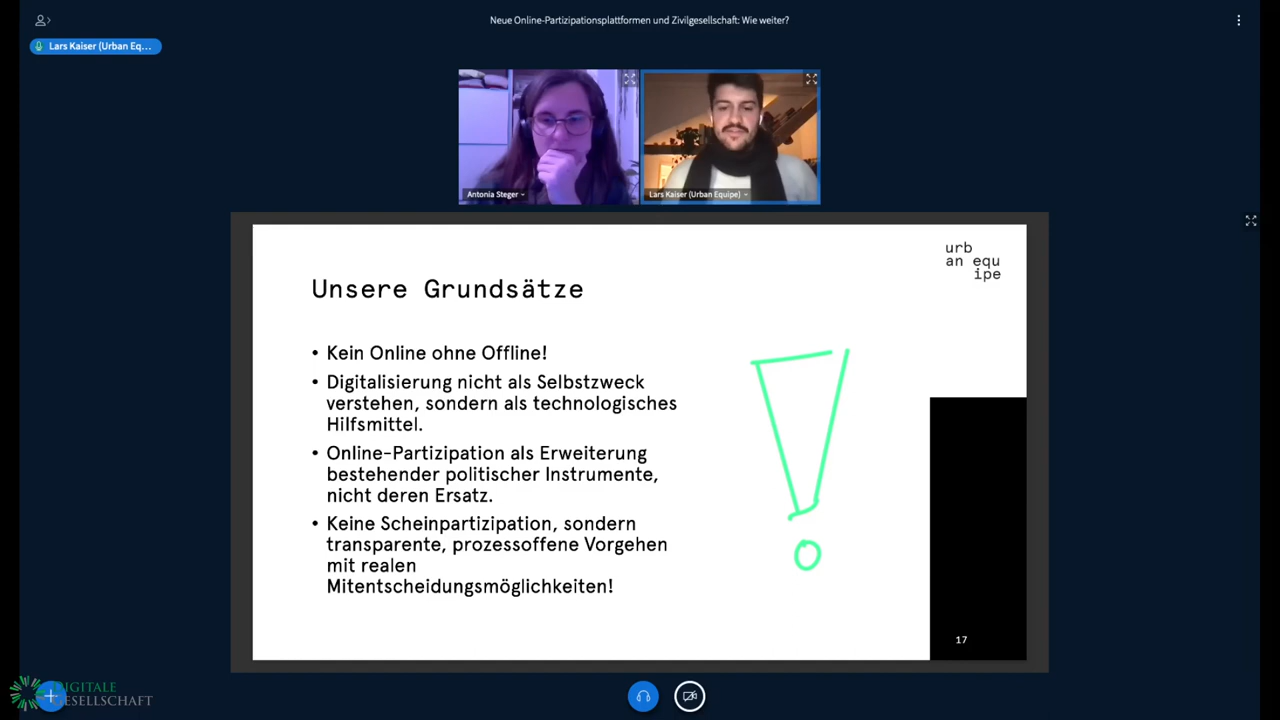 Neue Online-Partizipationsplattformen und Zivilgesellschaft: Wie weiter?
Lars Kaiser (Urban Eq...
Antonia Steger
Lars Kaiser (Urban Equipe)
urb
an equ
ipe
Unsere Grundsätze
• Kein Online ohne Offline!
• Digitalisierung nicht als Selbstzweck
verstehen, sondern als technologisches
Hilfsmittel.
• Online-Partizipation als Erweiterung
bestehender politischer Instrumente,
nicht deren Ersatz.
• Keine Scheinpartizipation, sondern
transparente, prozessoffene Vorgehen
mit realen
Mitentscheidungsmöglichkeiten!
!
17
DIGITALE
GESELLSCHAFT